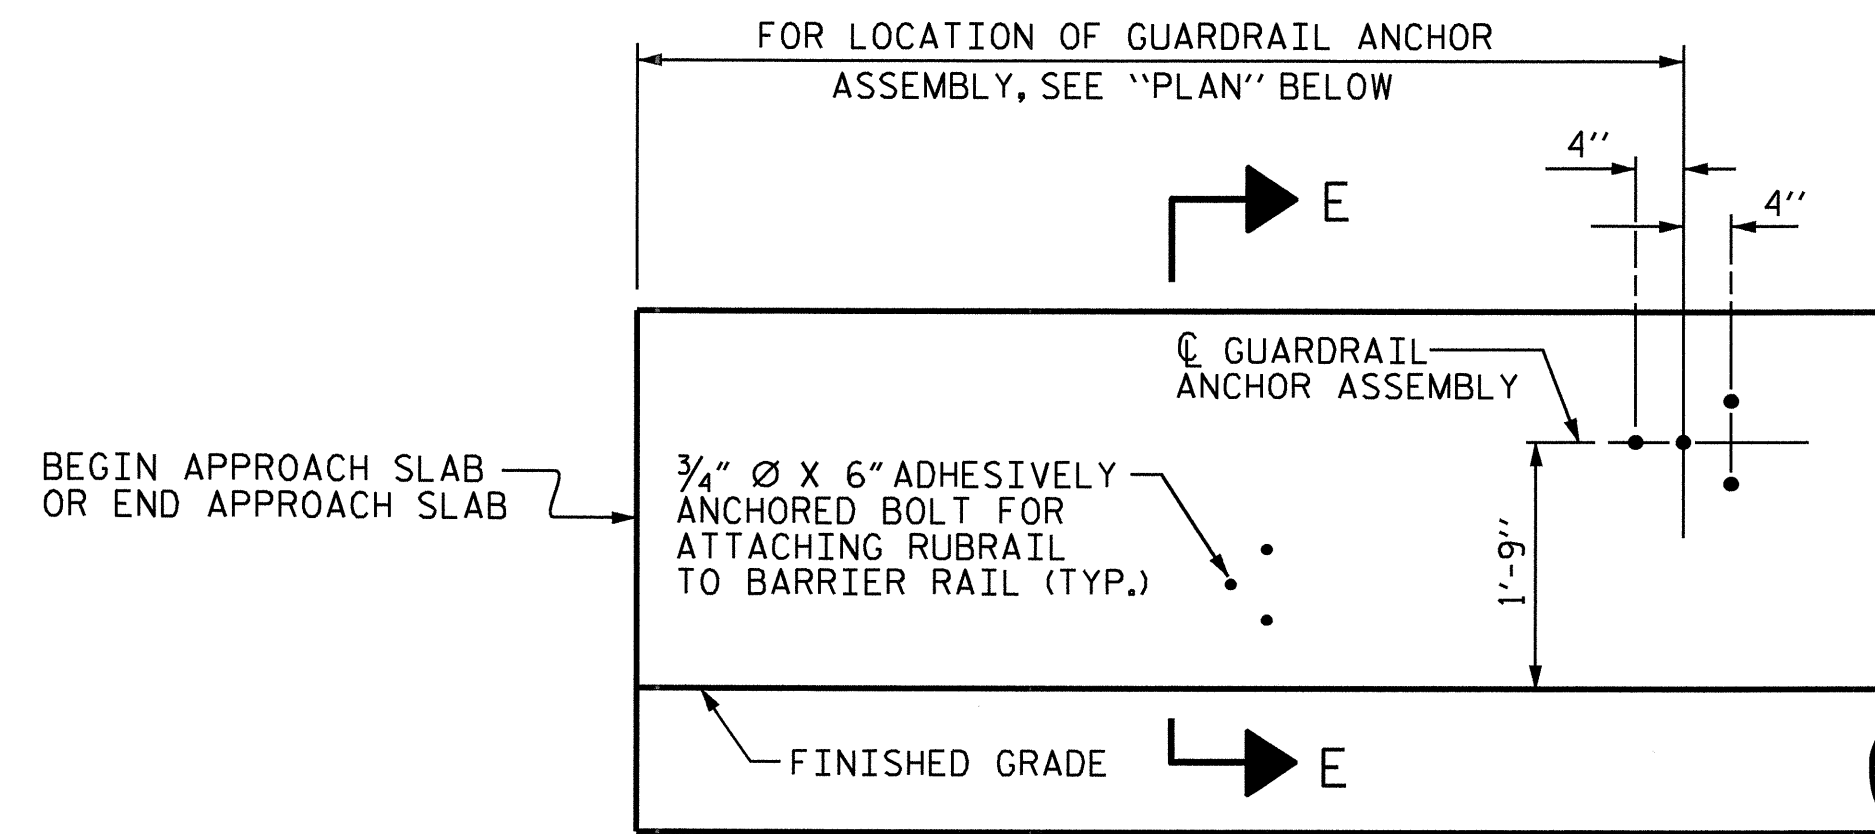 FOR LOCATION OF GUARDRAIL ANCHOR
ASSEMBLY, SEE "PLAN" BELOW
4"
4"
E
℄ GUARDRAIL
ANCHOR ASSEMBLY
BEGIN APPROACH SLAB
OR END APPROACH SLAB
3/4" Ø X 6" ADHESIVELY
ANCHORED BOLT FOR
ATTACHING RUBRAIL
TO BARRIER RAIL (TYP.)
1'-9"
FINISHED GRADE
E